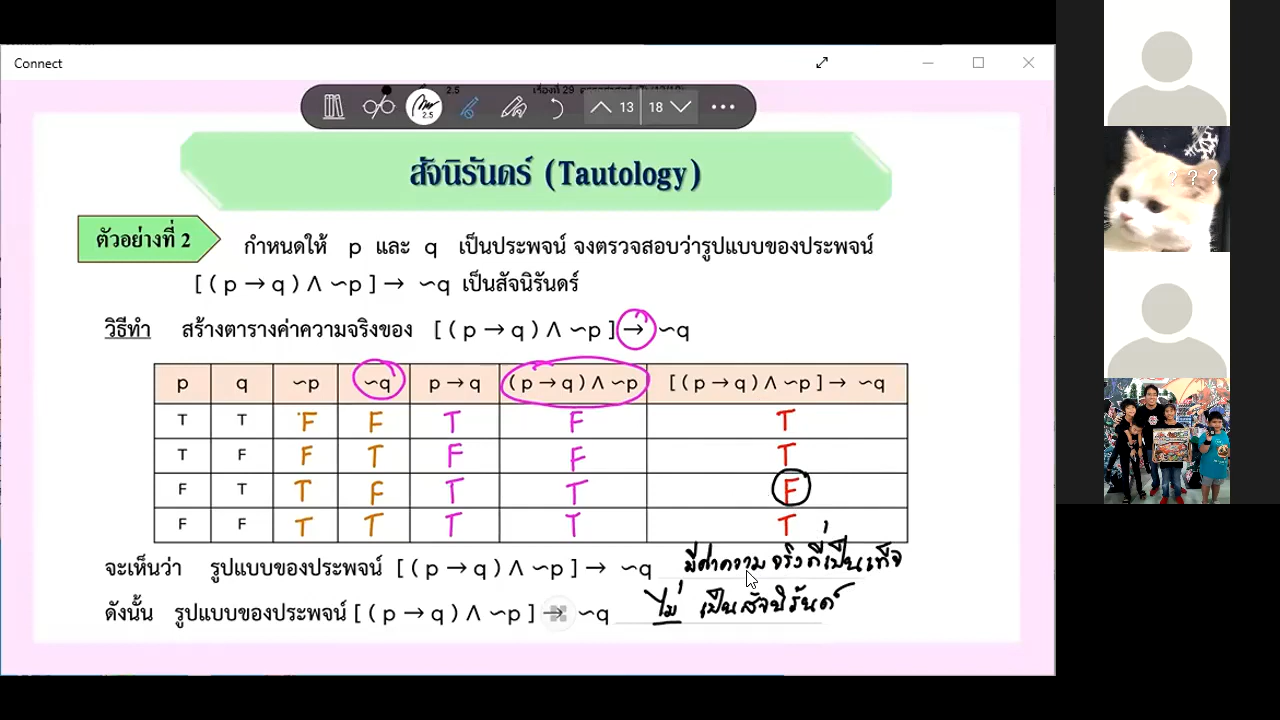 Connect
2.5
13 18
2.5
สัจนิรันดร์ (Tautology)
ตัวอย่างที่ 2 กำหนดให้ p และ q เป็นประพจน์ จงตรวจสอบว่ารูปแบบของประพจน์
[ ( p → q ) ∧ ∼p ] → ∼q เป็นสัจนิรันดร์
วิธีทำ สร้างตารางค่าความจริงของ [ ( p → q ) ∧ ∼p ] → ∼q
p q ∼p ∼q p → q ( p → q ) ∧ ∼p [ ( p → q ) ∧ ∼p ] → ∼q
T T F F T F T
T F F T F F T
F T T F T T F
F F T T T T T
จะเห็นว่า รูปแบบของประพจน์ [ ( p → q ) ∧ ∼p ] → ∼q มีค่าความจริงที่เป็นเท็จ
ดังนั้น รูปแบบของประพจน์ [ ( p → q ) ∧ ∼p ] → ∼q ไม่ เป็นสัจนิรันดร์
? ? ?